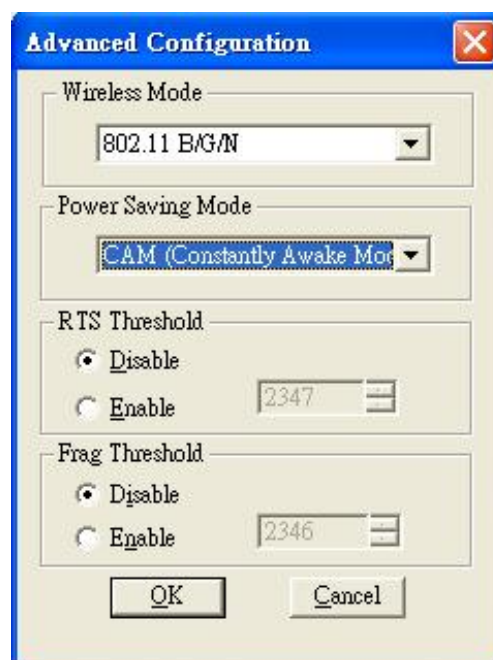 Advanced Configuration
Wireless Mode
802.11 B/G/N
Power Saving Mode
CAM (Constantly Awake Mod
RTS Threshold
Disable
Enable
2347
Frag Threshold
Disable
Enable
2346
OK
Cancel